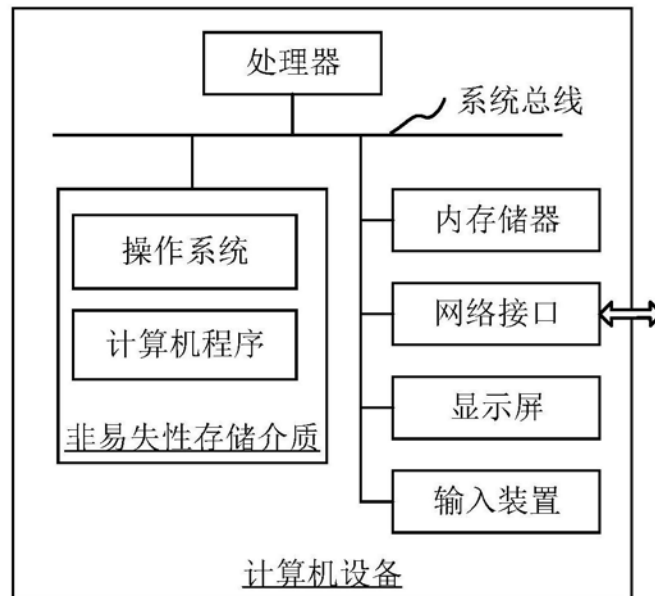 处理器
系统总线
操作系统
计算机程序
非易失性存储介质
内存储器
网络接口
显示屏
输入装置
计算机设备